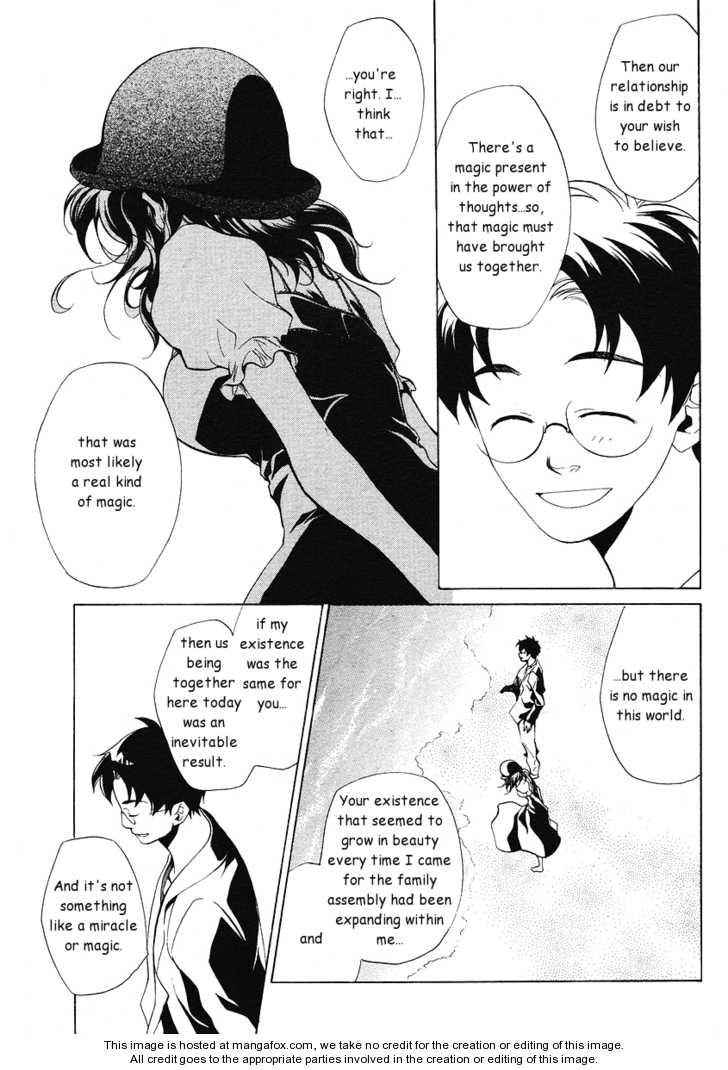 Then our
relationship
is in debt to
your wish
to believe.
There's a
magic present
in the power of
thoughts...so,
that magic must
have brought
us together.
...you're
right. I...
think
that...
that was
most likely
a real kind
of magic.
...but there
is no magic in
this world.
Your existence
that seemed to
grow in beauty
every time I came
for the family
assembly had been
expanding within
me...
and
if my
existence
was the
same for
you...
then us
being
together
here today
was an
inevitable
result.
And it's not
something
like a miracle
or magic.
This image is hosted at mangafox.com, we take no credit for the creation or editing of this image.
All credit goes to the appropriate parties involved in the creation or editing of this image.